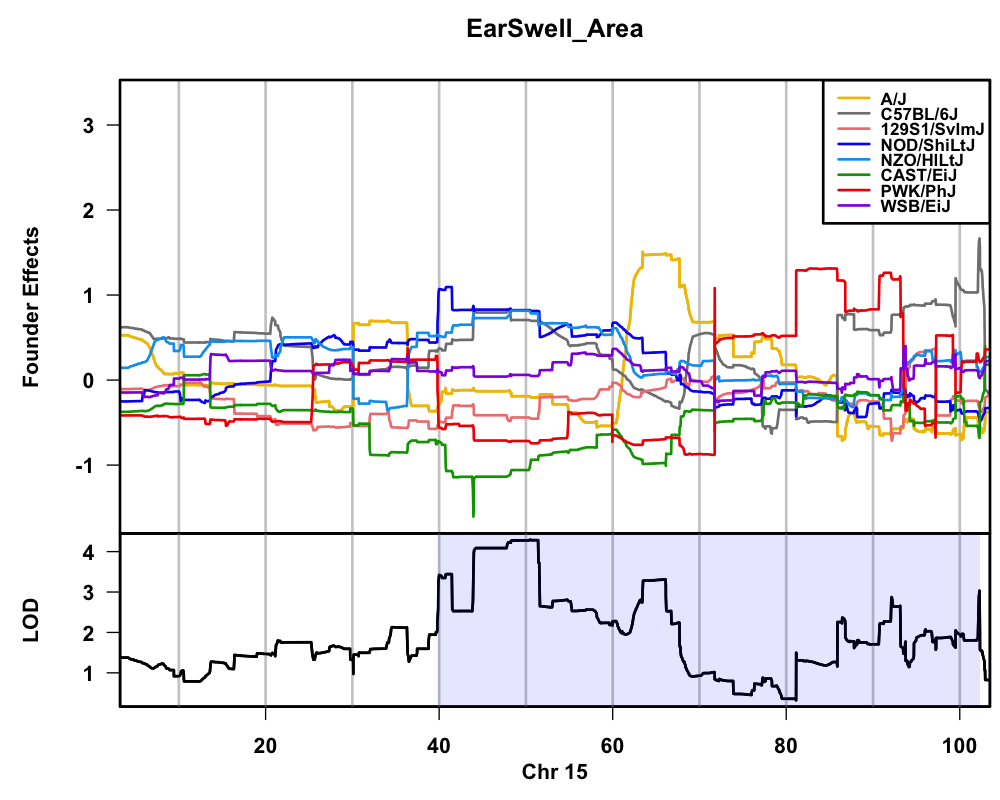 EarSwell_Area
Founder Effects
3
2
1
0
-1
A/J
C57BL/6J
129S1/SvImJ
NOD/ShiLtJ
NZO/HlLtJ
CAST/EiJ
PWK/PhJ
WSB/EiJ
LOD
4
3
2
1
20 40 60 80 100
Chr 15